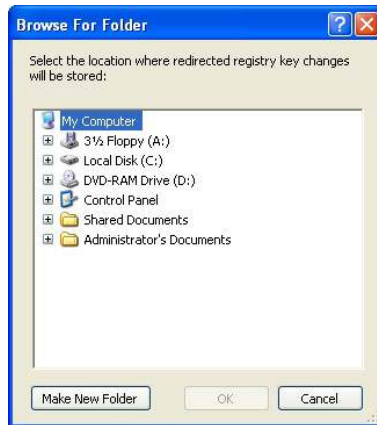 Browse For Folder
Select the location where redirected registry key changes
will be stored:
My Computer
3½ Floppy (A:)
Local Disk (C:)
DVD-RAM Drive (D:)
Control Panel
Shared Documents
Administrator's Documents
Make New Folder
OK
Cancel